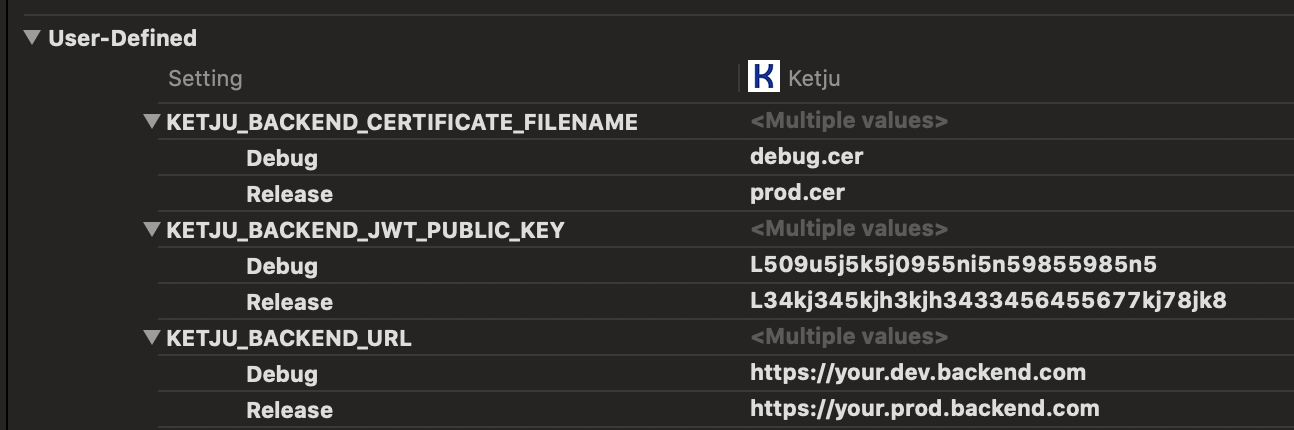 User-Defined
Setting K Ketju
KETJU_BACKEND_CERTIFICATE_FILENAME <Multiple values>
Debug debug.cer
Release prod.cer
KETJU_BACKEND_JWT_PUBLIC_KEY <Multiple values>
Debug L509u5j5k5j0955ni5n59855985n5
Release L34kj345kjh3kjh3433456455677kj78jk8
KETJU_BACKEND_URL <Multiple values>
Debug https://your.dev.backend.com
Release https://your.prod.backend.com